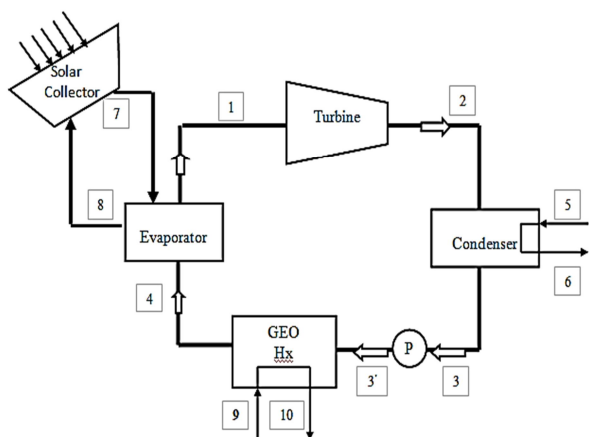 Solar
Collector
7
1
Turbine
2
8
Evaporator
5
Condenser
6
4
GEO
Hx
P
3'
3
9
10